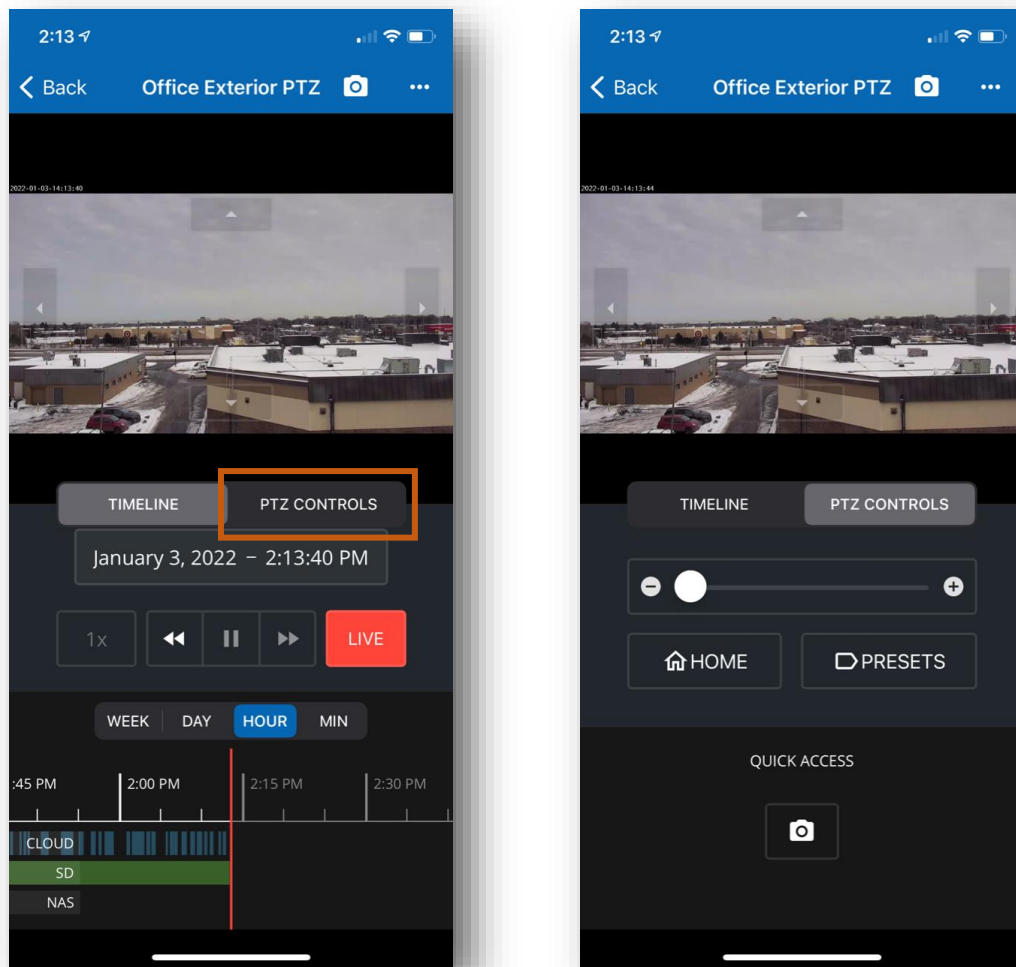 2:13
Back
Office Exterior PTZ
2022-01-03-14:13:40
TIMELINE
PTZ CONTROLS
January 3, 2022 – 2:13:40 PM
1x
LIVE
WEEK
DAY
HOUR
MIN
:45 PM
2:00 PM
2:15 PM
2:30 PM
CLOUD
SD
NAS
2:13
Back
Office Exterior PTZ
2022-01-03-14:13:44
TIMELINE
PTZ CONTROLS
HOME
PRESETS
QUICK ACCESS